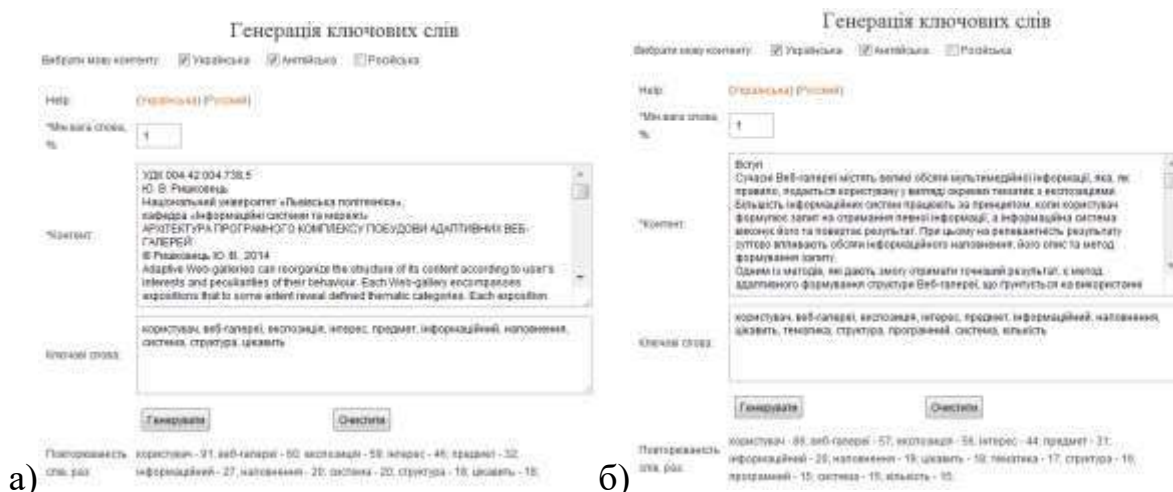 Генерація ключових слів
Вибрати мову контенту: Українська Англійська Російська
Help: (Українська) (Русский)
*Мін.вага слова, %: 1
*Контент:
УДК 004.42:004.738.5
Ю. В. Ришковець
Національний університет «Львівська політехніка»,
кафедра «Інформаційні системи та мережі»
АРХІТЕКТУРА ПРОГРАМНОГО КОМПЛЕКСУ ПОБУДОВИ АДАПТИВНИХ ВЕБ-
ГАЛЕРЕЙ
© Ришковець Ю. В., 2014
Adaptive Web-galleries can reorganize the structure of its content according to user's
interests and peculiarities of their behaviour. Each Web-gallery encompasses
expositions that to some extent reveal defined thematic categories. Each exposition
Ключові слова:
користувач, веб-галереї, експозиція, інтерес, предмет, інформаційний, наповнення,
система, структура, цікавить
Генерувати Очистити
Повторюваність слів, раз:
користувач - 91; веб-галереї - 60; експозиція - 59; інтерес - 46; предмет - 32;
інформаційний - 27; наповнення - 20; система - 20; структура - 18; цікавить - 18;
а)
Генерація ключових слів
Вибрати мову контенту: Українська Англійська Російська
Help: (Українська) (Русский)
*Мін.вага слова, %: 1
*Контент:
Вступ
Сучасні Веб-галереї містять великі обсяги мультимедійної інформації, яка, як
правило, подається користувачу у вигляді окремих тематик з експозиціями.
Більшість інформаційних систем працюють за принципом, коли користувач
формулює запит на отримання певної інформації, а інформаційна система
виконує його та повертає результат. При цьому на релевантність результату
суттєво впливають обсяги інформаційного наповнення, його опис та метод
формування запиту.
Одним із методів, які дають змогу отримати точніший результат, є метод
адаптивного формування структури Веб-галереї, що ґрунтується на використанні
Ключові слова:
користувач, веб-галереї, експозиція, інтерес, предмет, інформаційний, наповнення,
цікавить, тематика, структура, програмний, система, кількість
Генерувати Очистити
Повторюваність слів, раз:
користувач - 86; веб-галереї - 57; експозиція - 56; інтерес - 44; предмет - 31;
інформаційний - 20; наповнення - 19; цікавить - 18; тематика - 17; структура - 16;
програмний - 15; система - 15; кількість - 15;
б)